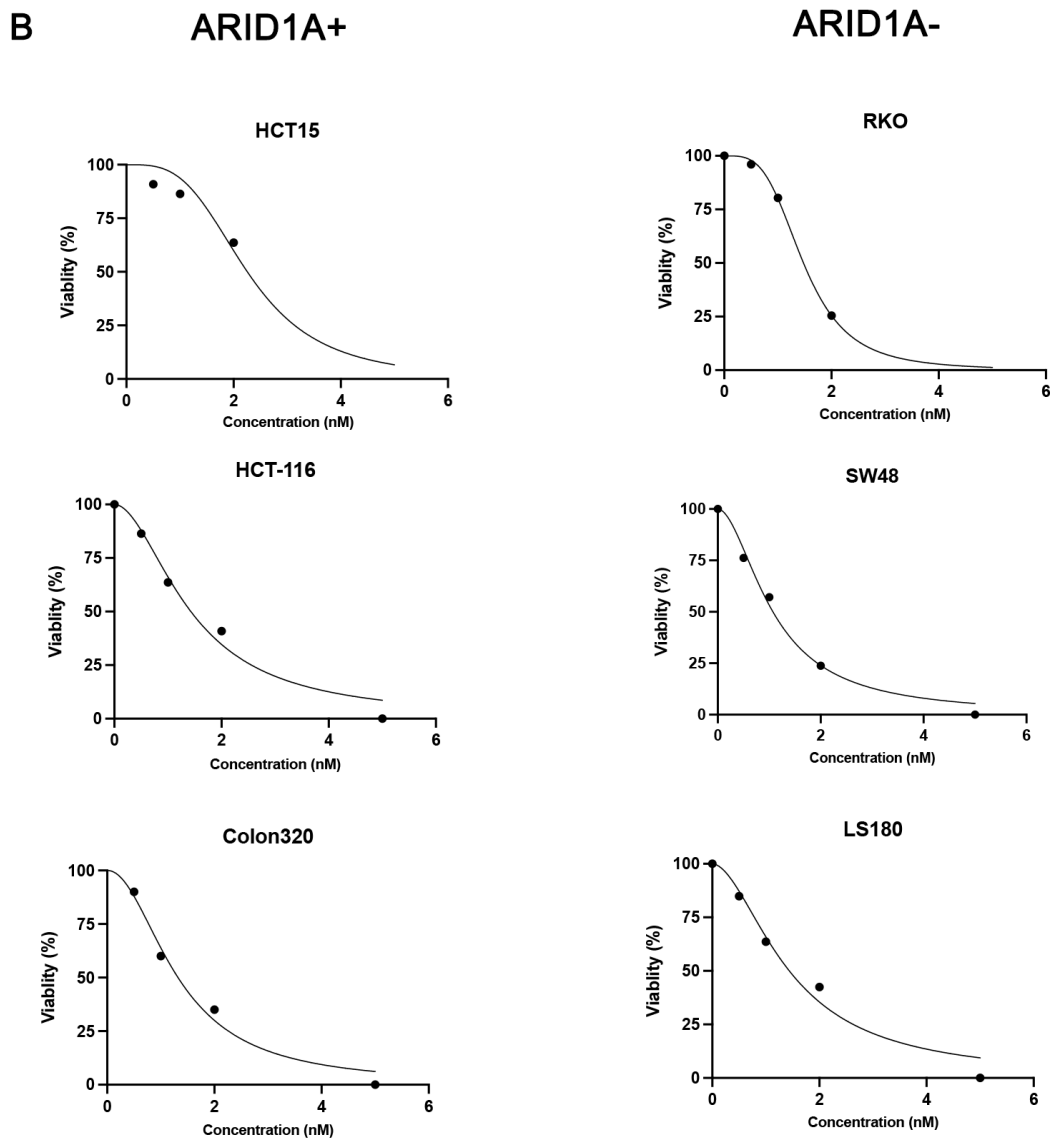 B
ARID1A+
ARID1A-
HCT15
100
75
50
25
0
Viablity (%)
0 2 4 6
Concentration (nM)
RKO
100
75
50
25
0
Viablity (%)
0 2 4 6
Concentration (nM)
HCT-116
100
75
50
25
0
Viablity (%)
0 2 4 6
Concentration (nM)
SW48
100
75
50
25
0
Viablity (%)
0 2 4 6
Concentration (nM)
Colon320
100
75
50
25
0
Viablity (%)
0 2 4 6
Concentration (nM)
LS180
100
75
50
25
0
Viablity (%)
0 2 4 6
Concentration (nM)